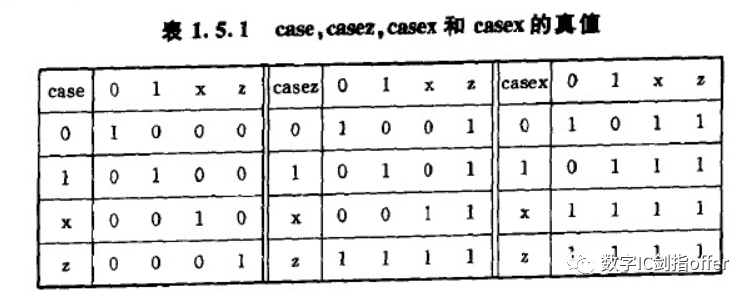 表 1.5.1 case,casez,casex 和 casex 的真值
case 0 1 x z casez 0 1 x z casex 0 1 x z
0 1 0 0 0 0 1 0 0 1 0 1 0 1 1
1 0 1 0 0 1 0 1 0 1 1 0 1 1 1
x 0 0 1 0 x 0 0 1 1 x 1 1 1 1
z 0 0 0 1 z 1 1 1 1 z 1 1 1 1
数字IC剑指offer